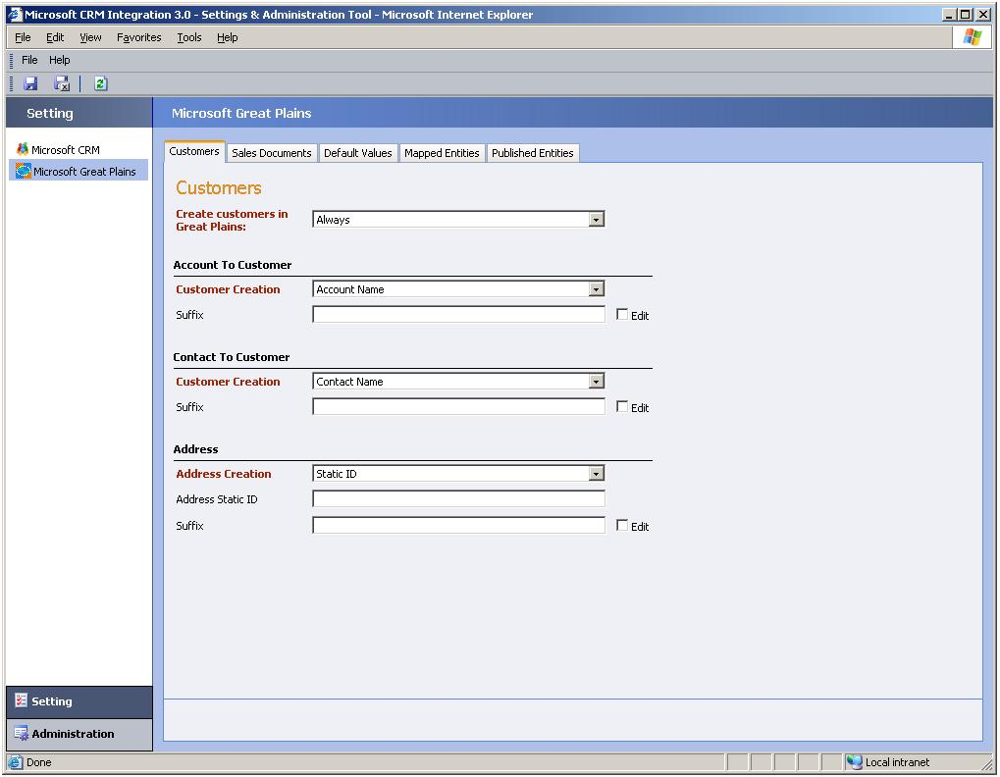 Microsoft CRM Integration 3.0 - Settings & Administration Tool - Microsoft Internet Explorer
File Edit View Favorites Tools Help
File Help
Setting
Microsoft Great Plains
Microsoft CRM
Microsoft Great Plains
Customers Sales Documents Default Values Mapped Entities Published Entities
Customers
Create customers in
Great Plains:
Always
Account To Customer
Customer Creation Account Name
Suffix Edit
Contact To Customer
Customer Creation Contact Name
Suffix Edit
Address
Address Creation Static ID
Address Static ID
Suffix Edit
Setting
Administration
Done Local intranet